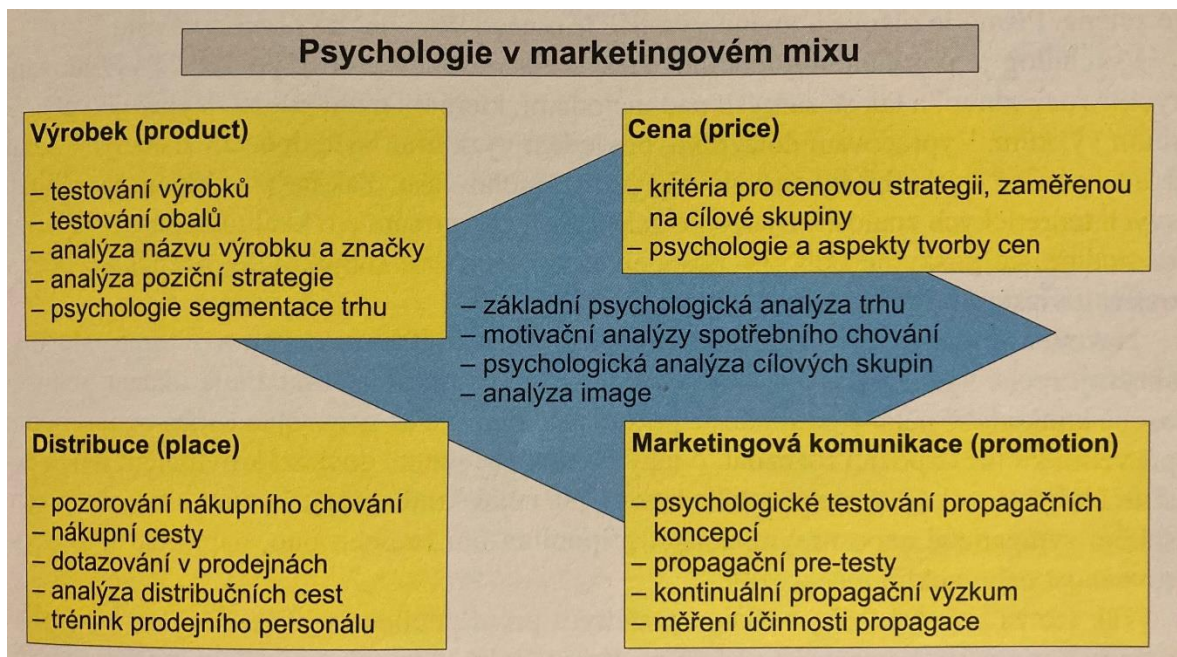 Psychologie v marketingovém mixu
Výrobek (product)
– testování výrobků
– testování obalů
– analýza názvu výrobku a značky
– analýza poziční strategie
– psychologie segmentace trhu
Cena (price)
– kritéria pro cenovou strategii, zaměřenou
na cílové skupiny
– psychologie a aspekty tvorby cen
– základní psychologická analýza trhu
– motivační analýzy spotřebního chování
– psychologická analýza cílových skupin
– analýza image
Distribuce (place)
– pozorování nákupního chování
– nákupní cesty
– dotazování v prodejnách
– analýza distribučních cest
– trénink prodejního personálu
Marketingová komunikace (promotion)
– psychologické testování propagačních
koncepcí
– propagační pre-testy
– kontinuální propagační výzkum
– měření účinnosti propagace